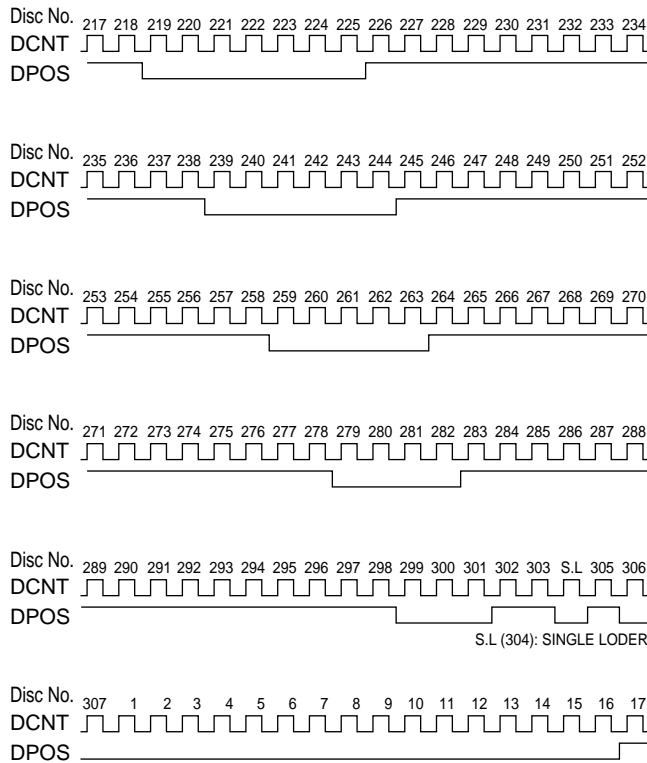 Disc No. 217 218 219 220 221 222 223 224 225 226 227 228 229 230 231 232 233 234
DCNT
DPOS
Disc No. 235 236 237 238 239 240 241 242 243 244 245 246 247 248 249 250 251 252
DCNT
DPOS
Disc No. 253 254 255 256 257 258 259 260 261 262 263 264 265 266 267 268 269 270
DCNT
DPOS
Disc No. 271 272 273 274 275 276 277 278 279 280 281 282 283 284 285 286 287 288
DCNT
DPOS
Disc No. 289 290 291 292 293 294 295 296 297 298 299 300 301 302 303 S.L 305 306
DCNT
DPOS
S.L (304): SINGLE LODER
Disc No. 307 1 2 3 4 5 6 7 8 9 10 11 12 13 14 15 16 17
DCNT
DPOS